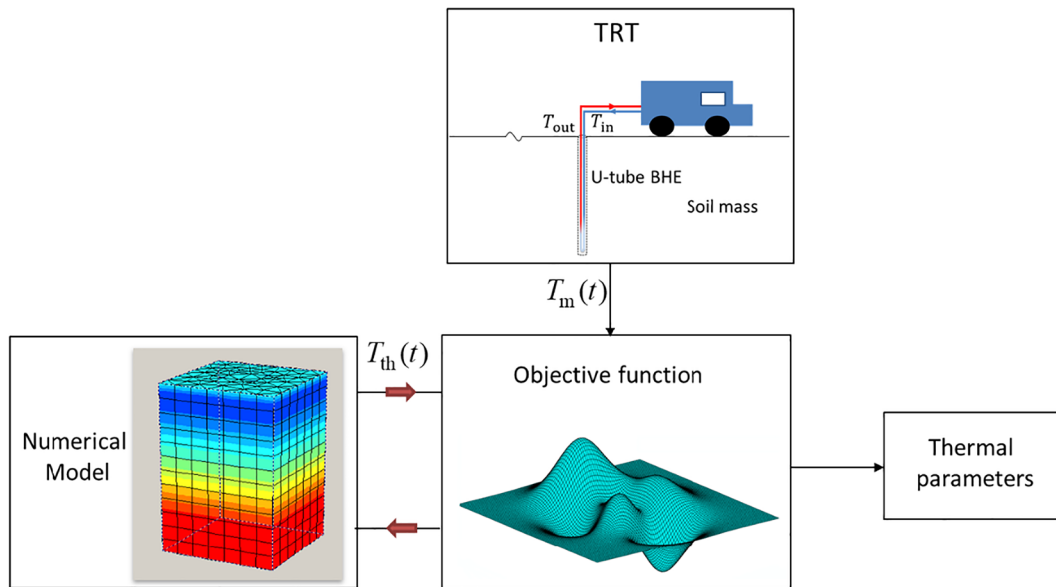 TRT
T_out T_in
U-tube BHE
Soil mass
T_m(t)
T_th(t)
Objective function
Numerical
Model
Thermal
parameters